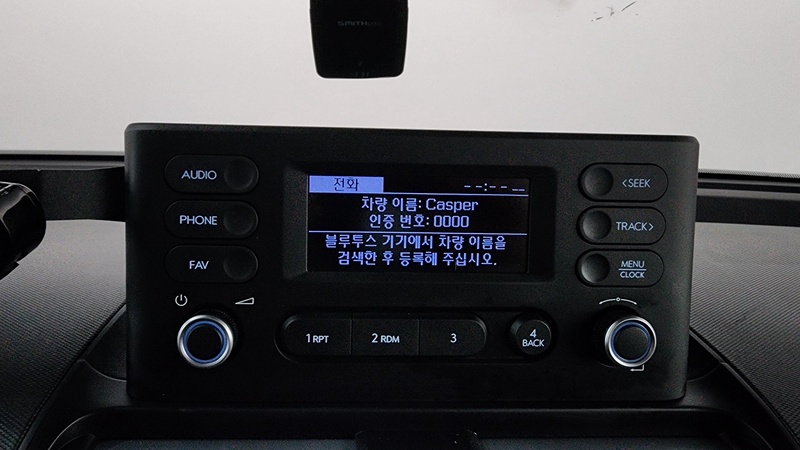 SMITH
AUDIO
전화
--:-- --
<SEEK
차량 이름: Casper
PHONE
인증 번호: 0000
TRACK>
블루투스 기기에서 차량 이름을
FAV
검색한 후 등록해 주십시오.
MENU
CLOCK
1 RPT
2 RDM
3
4
BACK